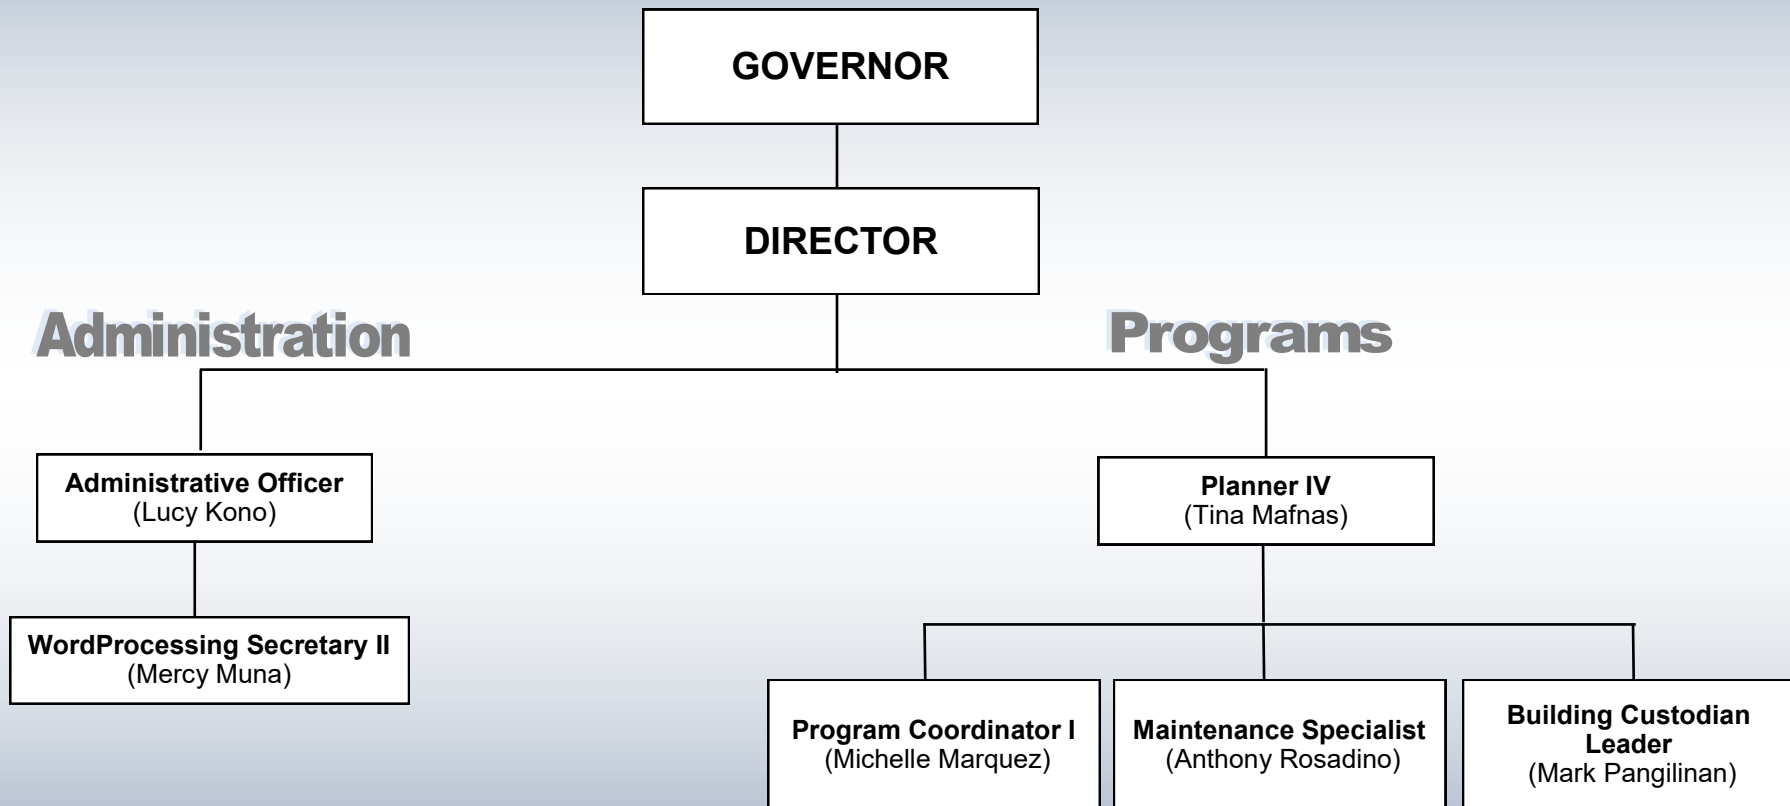 GOVERNOR
DIRECTOR
Administration
Programs
Administrative Officer
(Lucy Kono)
Planner IV
(Tina Mafnas)
WordProcessing Secretary II
(Mercy Muna)
Program Coordinator I
(Michelle Marquez)
Maintenance Specialist
(Anthony Rosadino)
Building Custodian
Leader
(Mark Pangilinan)